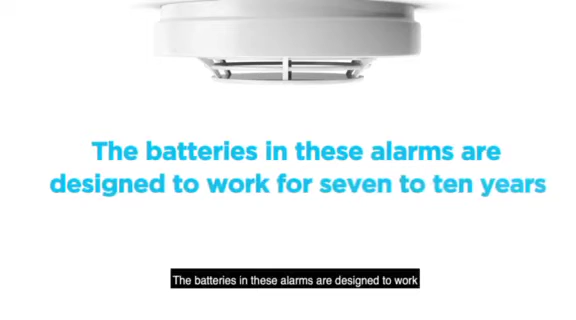 The batteries in these alarms are
designed to work for seven to ten years
The batteries in these alarms are designed to work